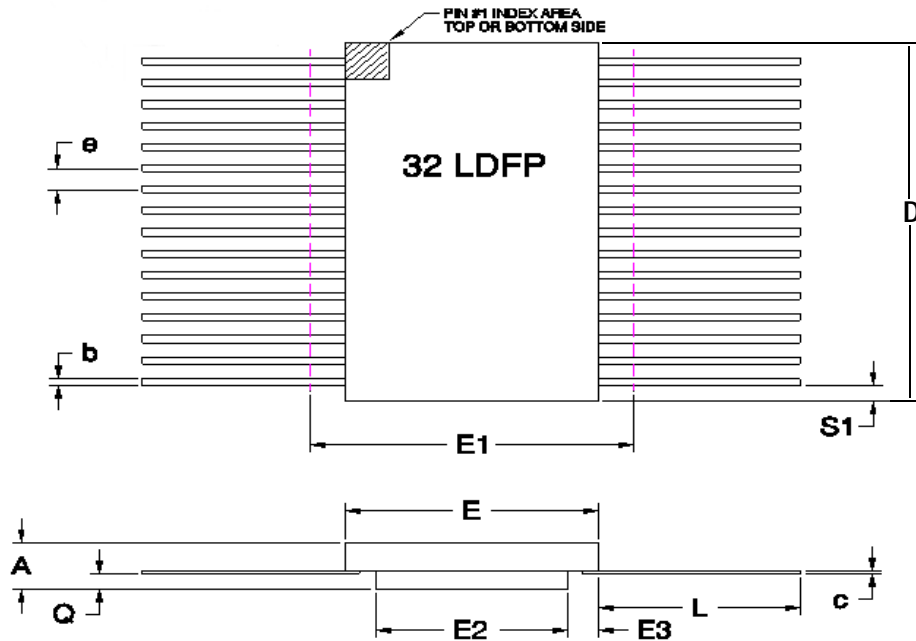 PIN #1 INDEX AREA
TOP OR BOTTOM SIDE
e
32 LDFP
D
b
S1
E1
E
A
Q
L
c
E2
E3